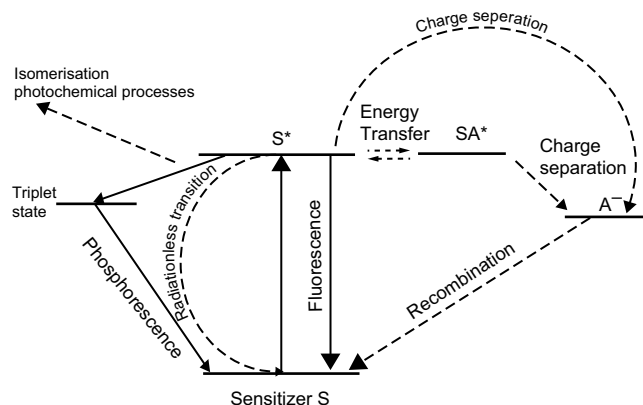 Charge seperation
Isomerisation
photochemical processes
S*
Energy
Transfer
SA*
Charge
separation
Triplet
state
A¯
Radiationless transition
Phosphorescence
Fluorescence
Recombination
Sensitizer S